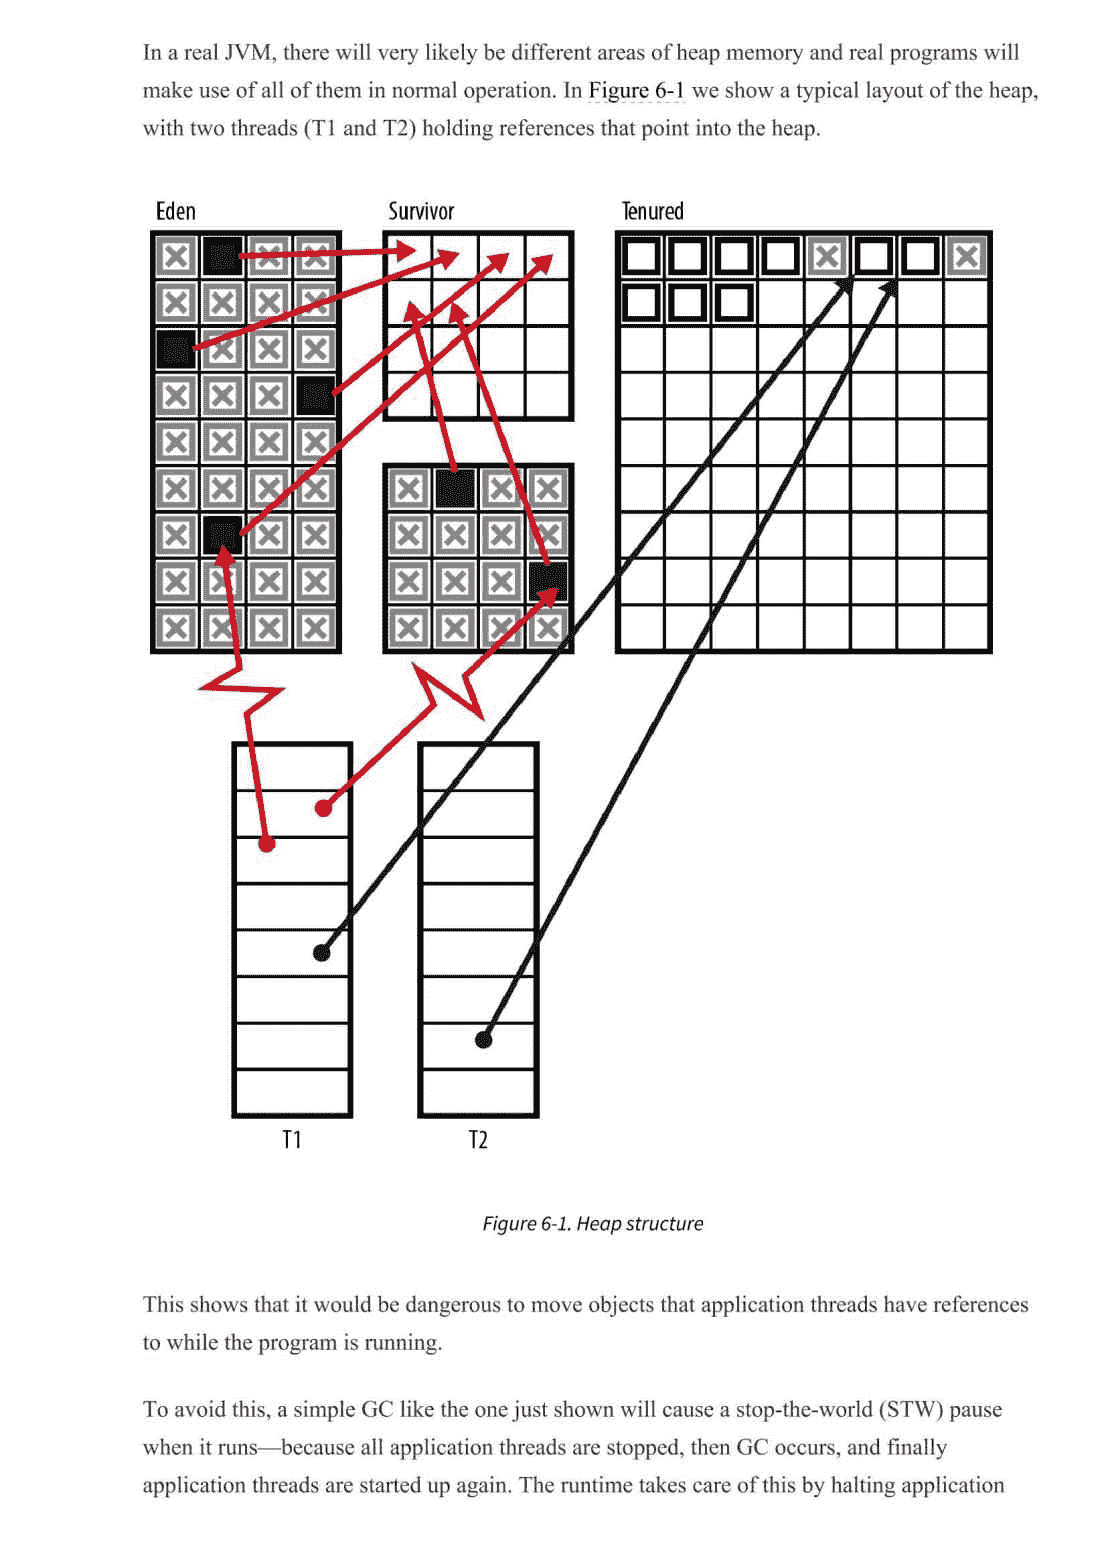 In a real JVM, there will very likely be different areas of heap memory and real programs will
make use of all of them in normal operation. In Figure 6-1 we show a typical layout of the heap,
with two threads (T1 and T2) holding references that point into the heap.
Eden
Survivor
Tenured
T1
T2
Figure 6-1. Heap structure
This shows that it would be dangerous to move objects that application threads have references
to while the program is running.
To avoid this, a simple GC like the one just shown will cause a stop-the-world (STW) pause
when it runs—because all application threads are stopped, then GC occurs, and finally
application threads are started up again. The runtime takes care of this by halting application